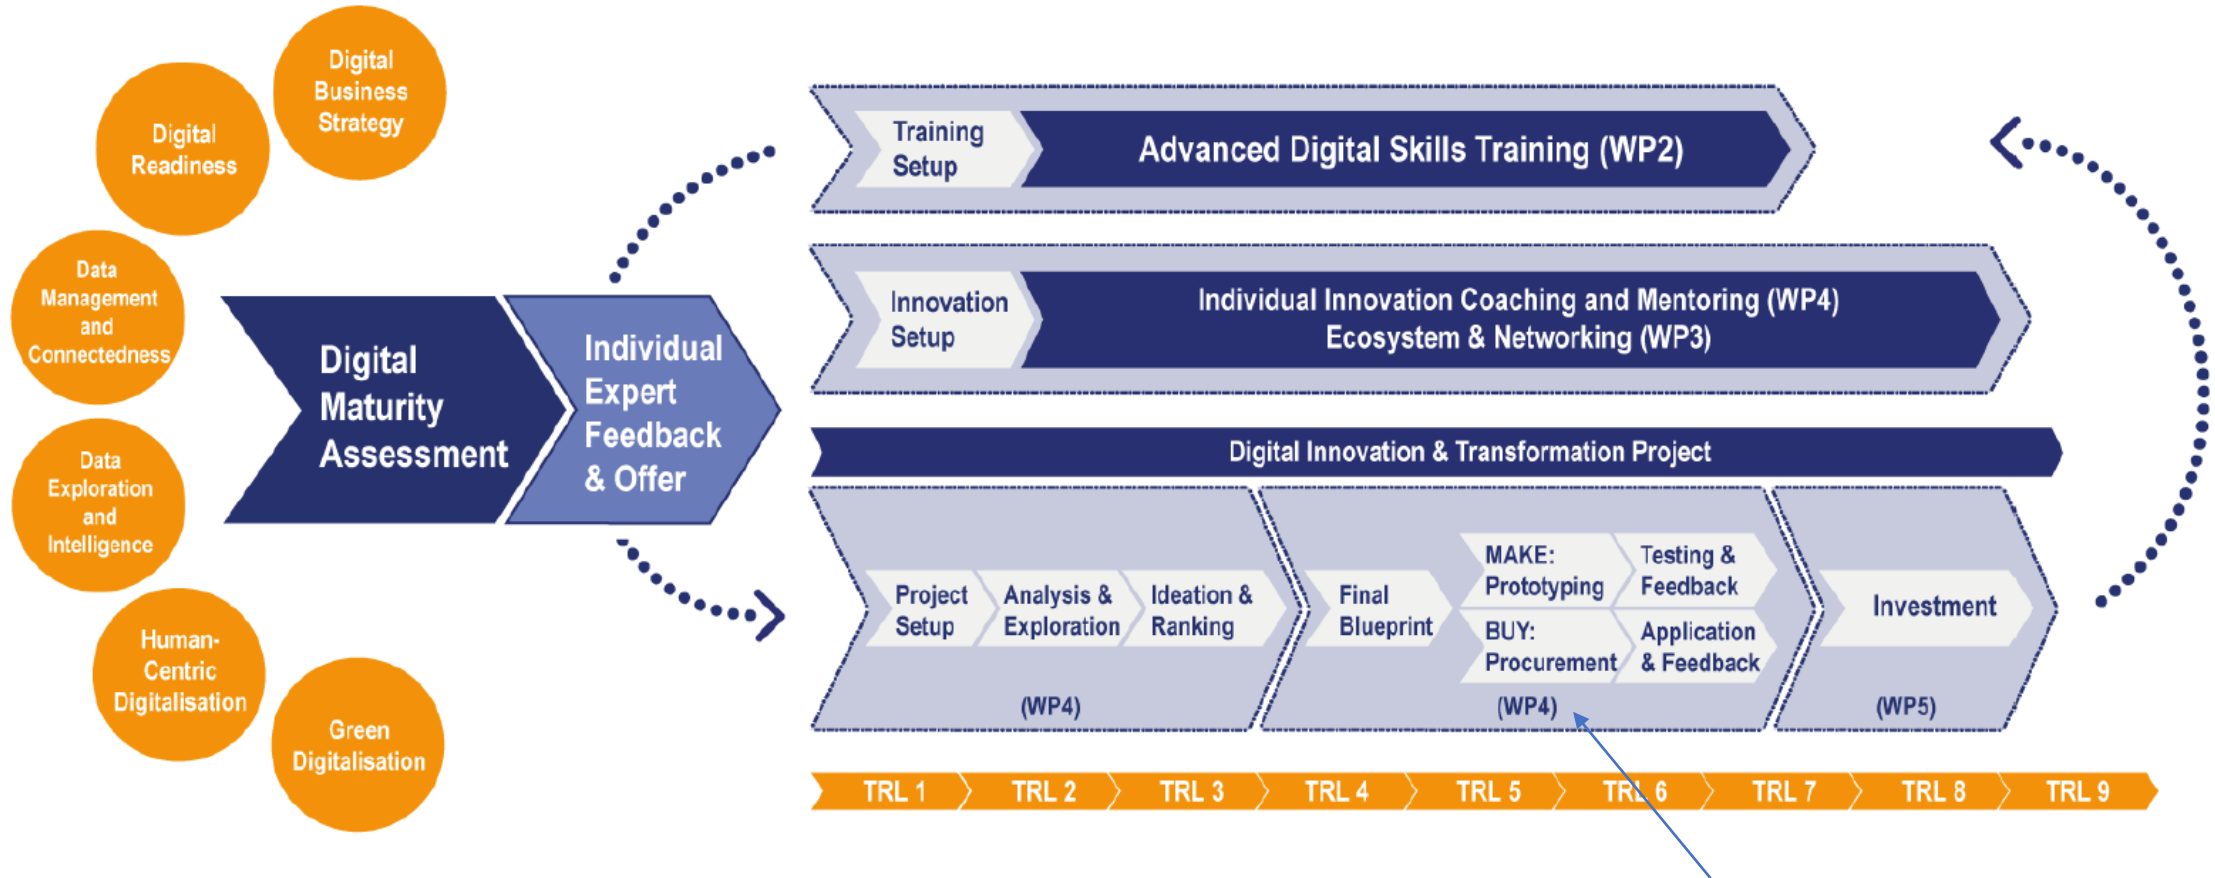 Digital
Business
Strategy
Digital
Readiness
Data
Management
and
Connectedness
Data
Exploration
and
Intelligence
Human-
Centric
Digitalisation
Green
Digitalisation
Digital
Maturity
Assessment
Individual
Expert
Feedback
& Offer
Training
Setup
Advanced Digital Skills Training (WP2)
Innovation
Setup
Individual Innovation Coaching and Mentoring (WP4)
Ecosystem & Networking (WP3)
Digital Innovation & Transformation Project
Project
Setup
Analysis &
Exploration
Ideation &
Ranking
(WP4)
Final
Blueprint
MAKE:
Prototyping
Testing &
Feedback
BUY:
Procurement
Application
& Feedback
(WP4)
Investment
(WP5)
TRL 1
TRL 2
TRL 3
TRL 4
TRL 5
TRL 6
TRL 7
TRL 8
TRL 9